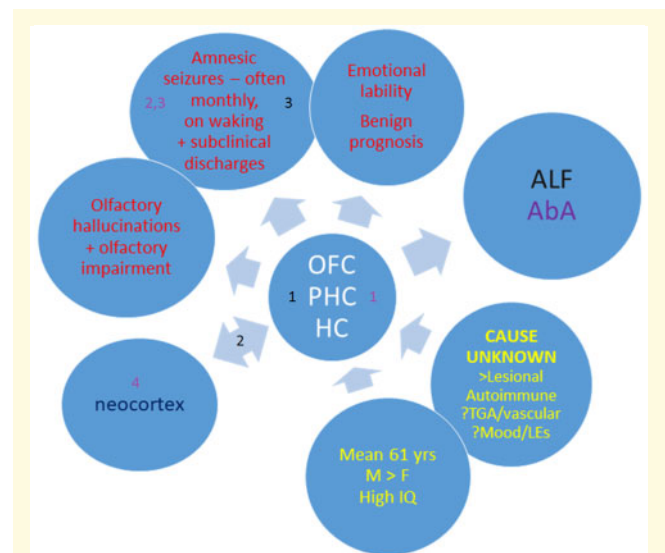 Amnesic
seizures – often
2,3 monthly, 3
on waking
+ subclinical
discharges
Emotional
lability
Benign
prognosis
ALF
AbA
Olfactory
hallucinations
+ olfactory
impairment
OFC
1 PHC 1
HC
2
4
neocortex
CAUSE
UNKNOWN
>Lesional
Autoimmune
?TGA/vascular
?Mood/LEs
Mean 61 yrs
M > F
High IQ